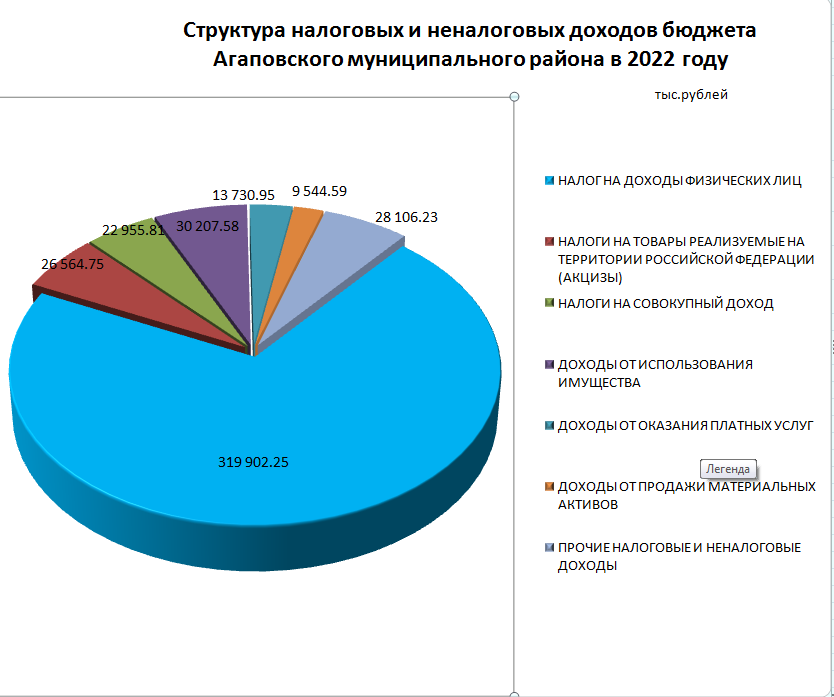 Структура налоговых и неналоговых доходов бюджета
Агаповского муниципального района в 2022 году
тыс.рублей
13 730.95
9 544.59
28 106.23
22 955.81
30 207.58
26 564.75
319 902.25
НАЛОГ НА ДОХОДЫ ФИЗИЧЕСКИХ ЛИЦ
НАЛОГИ НА ТОВАРЫ РЕАЛИЗУЕМЫЕ НА
ТЕРРИТОРИИ РОССИЙСКОЙ ФЕДЕРАЦИИ
(АКЦИЗЫ)
НАЛОГИ НА СОВОКУПНЫЙ ДОХОД
ДОХОДЫ ОТ ИСПОЛЬЗОВАНИЯ
ИМУЩЕСТВА
ДОХОДЫ ОТ ОКАЗАНИЯ ПЛАТНЫХ УСЛУГ
Легенда
ДОХОДЫ ОТ ПРОДАЖИ МАТЕРИАЛЬНЫХ
АКТИВОВ
ПРОЧИЕ НАЛОГОВЫЕ И НЕНАЛОГОВЫЕ
ДОХОДЫ